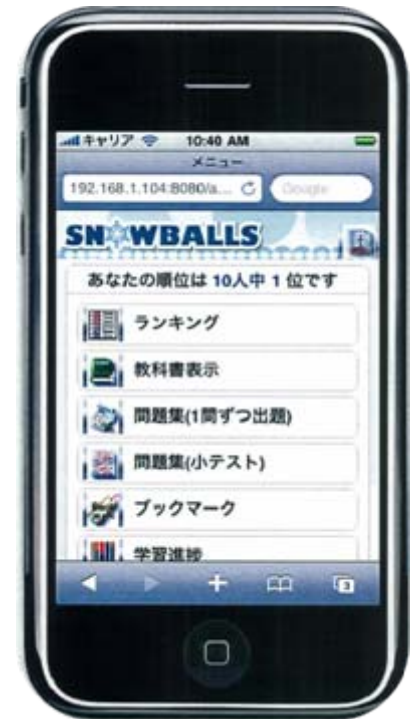 キャリア 10:40 AM
メニュー
192.168.1.104:8080/a... Google
SNOWBALLS
あなたの順位は 10人中 1 位です
ランキング
教科書表示
問題集(1問ずつ出題)
問題集(小テスト)
ブックマーク
学習進捗
3